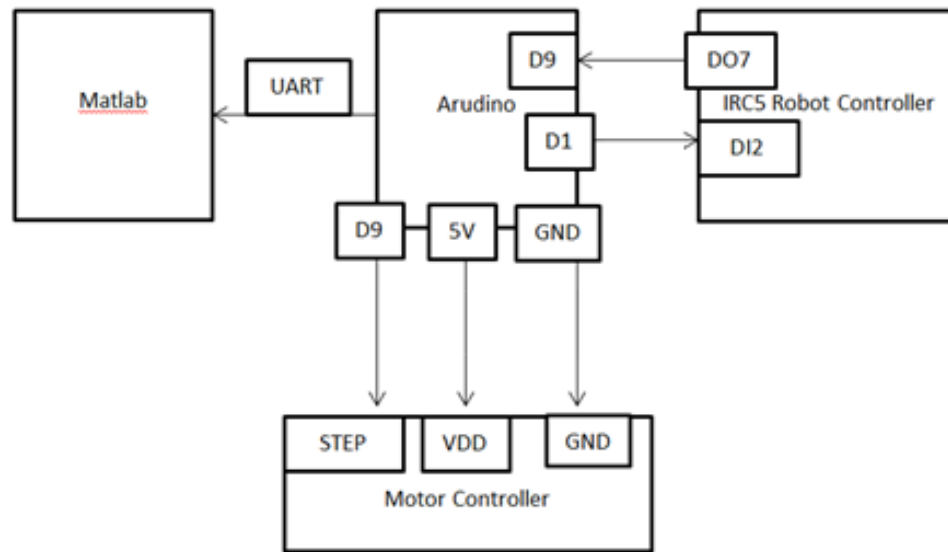 Matlab
UART
D9
Arudino
D1
DO7
IRC5 Robot Controller
DI2
D9
5V
GND
STEP
VDD
GND
Motor Controller